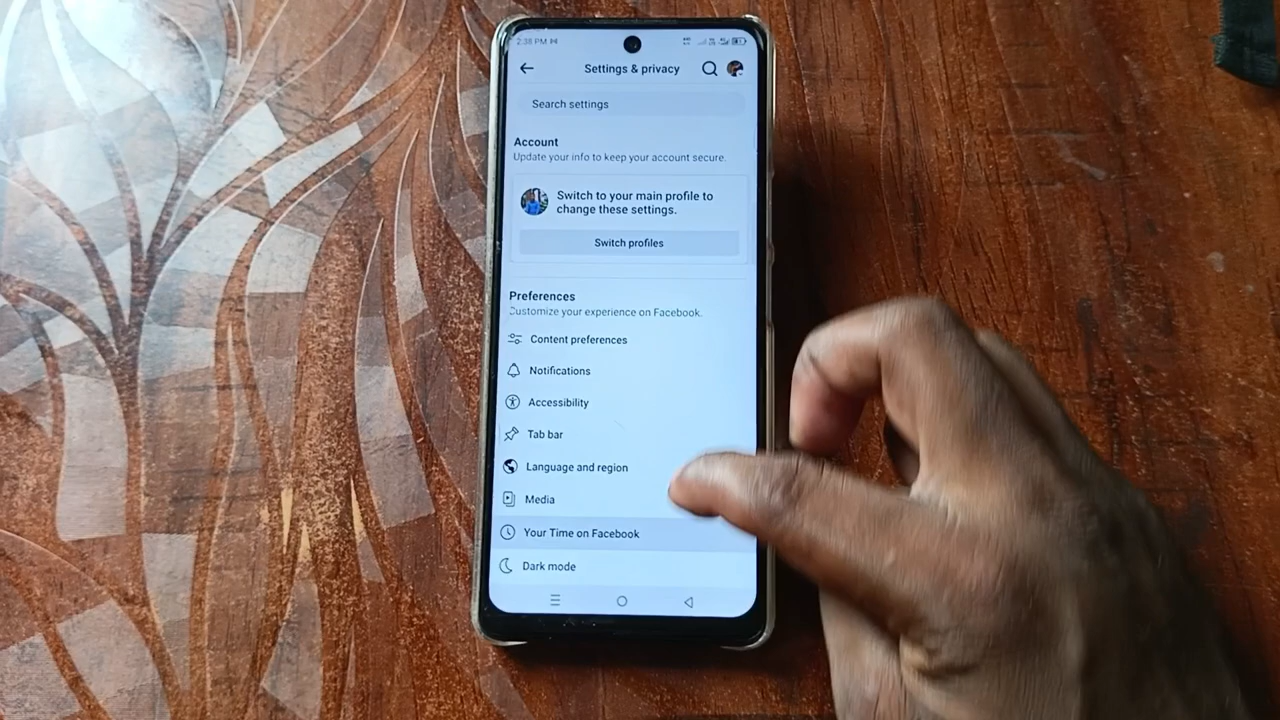 2:38 PM
Settings & privacy
Search settings
Account
Update your info to keep your account secure.
Switch to your main profile to
change these settings.
Switch profiles
Preferences
Customize your experience on Facebook.
Content preferences
Notifications
Accessibility
Tab bar
Language and region
Media
Your Time on Facebook
Dark mode